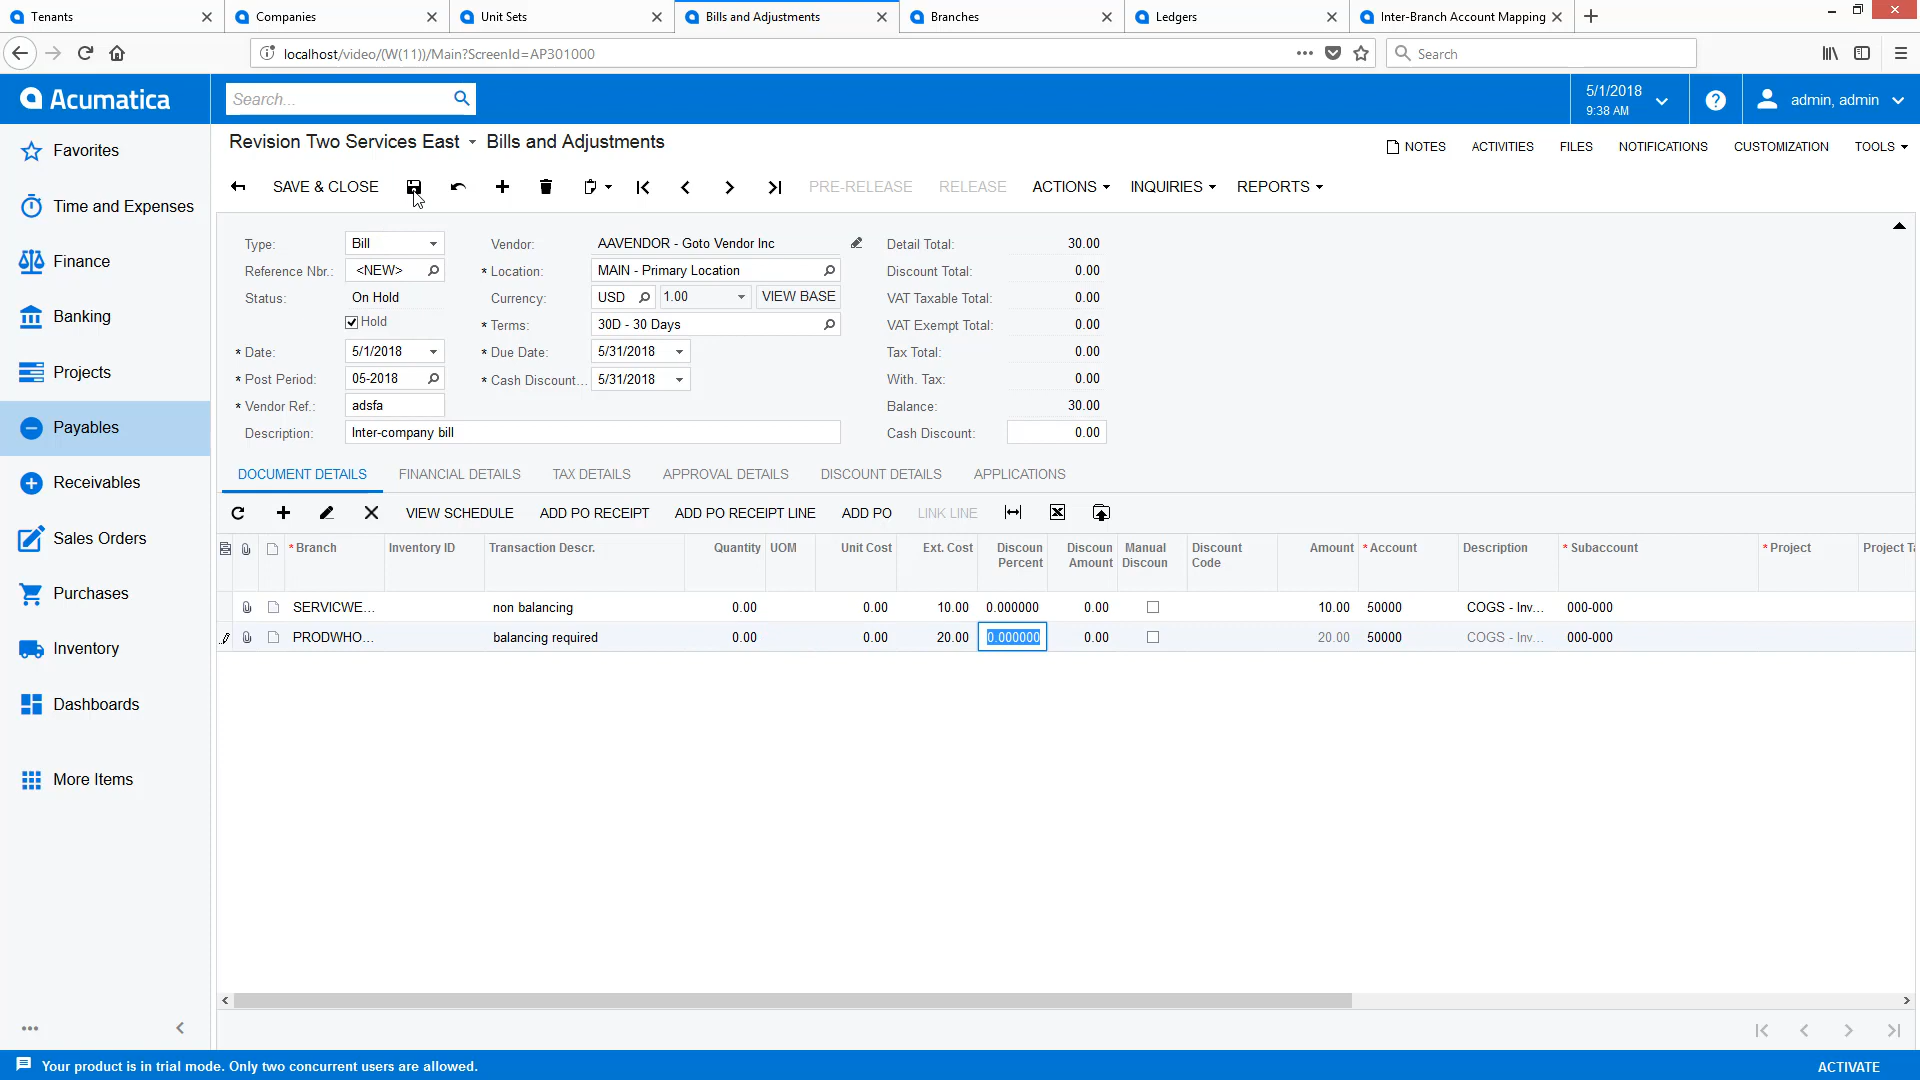 Tenants
Companies
Unit Sets
Bills and Adjustments
Branches
Ledgers
Inter-Branch Account Mapping
localhost/video/(W(11))/Main?ScreenId=AP301000
Search
Acumatica
Search...
5/1/2018
9:38 AM
admin, admin
Favorites
Time and Expenses
Finance
Banking
Projects
Payables
Receivables
Sales Orders
Purchases
Inventory
Dashboards
More Items
Revision Two Services East Bills and Adjustments
NOTES ACTIVITIES FILES NOTIFICATIONS CUSTOMIZATION TOOLS
SAVE & CLOSE PRE-RELEASE RELEASE ACTIONS INQUIRIES REPORTS
Type: Bill
Reference Nbr.: <NEW>
Status: On Hold
Hold
* Date: 5/1/2018
* Post Period: 05-2018
* Vendor Ref.: adsfa
Description: Inter-company bill
Vendor: AAVENDOR - Goto Vendor Inc
* Location: MAIN - Primary Location
Currency: USD 1.00 VIEW BASE
* Terms: 30D - 30 Days
* Due Date: 5/31/2018
* Cash Discount... 5/31/2018
Detail Total: 30.00
Discount Total: 0.00
VAT Taxable Total: 0.00
VAT Exempt Total: 0.00
Tax Total: 0.00
With. Tax: 0.00
Balance: 30.00
Cash Discount: 0.00
DOCUMENT DETAILS FINANCIAL DETAILS TAX DETAILS APPROVAL DETAILS DISCOUNT DETAILS APPLICATIONS
VIEW SCHEDULE ADD PO RECEIPT ADD PO RECEIPT LINE ADD PO LINK LINE
* Branch Inventory ID Transaction Descr. Quantity UOM Unit Cost Ext. Cost Discoun Percent Discoun Amount Manual Discoun Discount Code Amount * Account Description * Subaccount * Project Project Ta
SERVICWE... non balancing 0.00 0.00 10.00 0.000000 0.00 10.00 50000 COGS - Inv... 000-000
PRODWHO... balancing required 0.00 0.00 20.00 0.000000 0.00 20.00 50000 COGS - Inv... 000-000
Your product is in trial mode. Only two concurrent users are allowed.
ACTIVATE